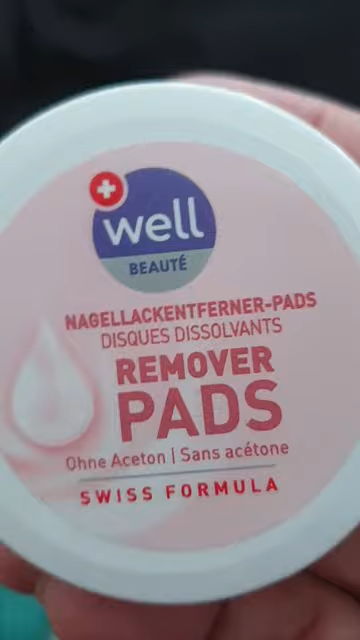 well
BEAUTÉ
NAGELLACKENTFERNER-PADS
DISQUES DISSOLVANTS
REMOVER
PADS
Ohne Aceton | Sans acétone
SWISS FORMULA